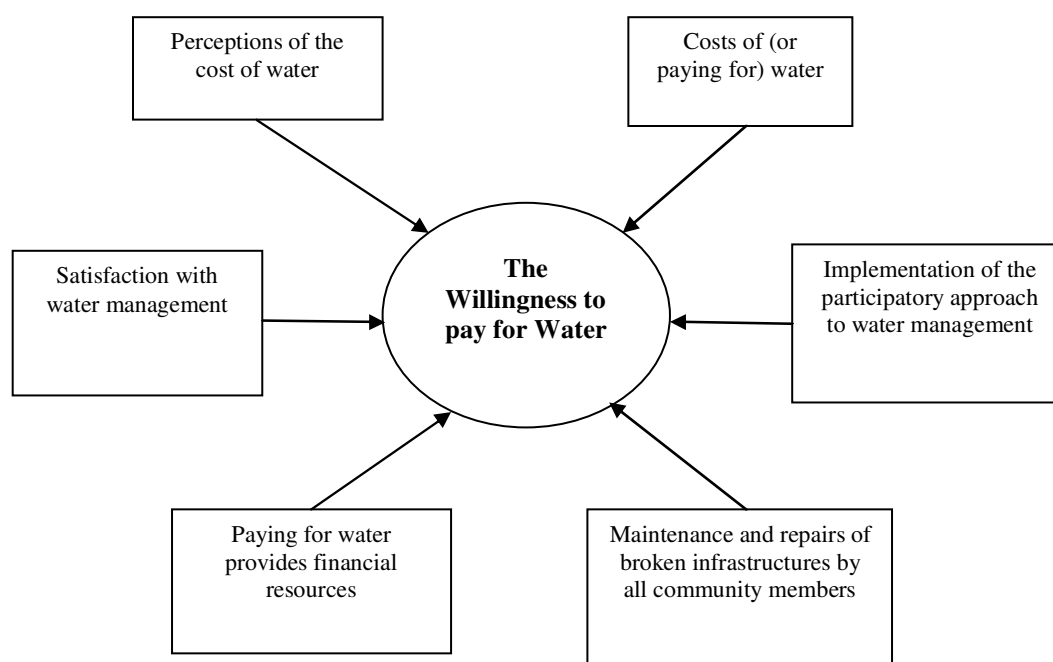 Perceptions of the
cost of water
Costs of (or
paying for) water
Satisfaction with
water management
The
Willingness to
pay for Water
Implementation of the
participatory approach
to water management
Paying for water
provides financial
resources
Maintenance and repairs of
broken infrastructures by
all community members